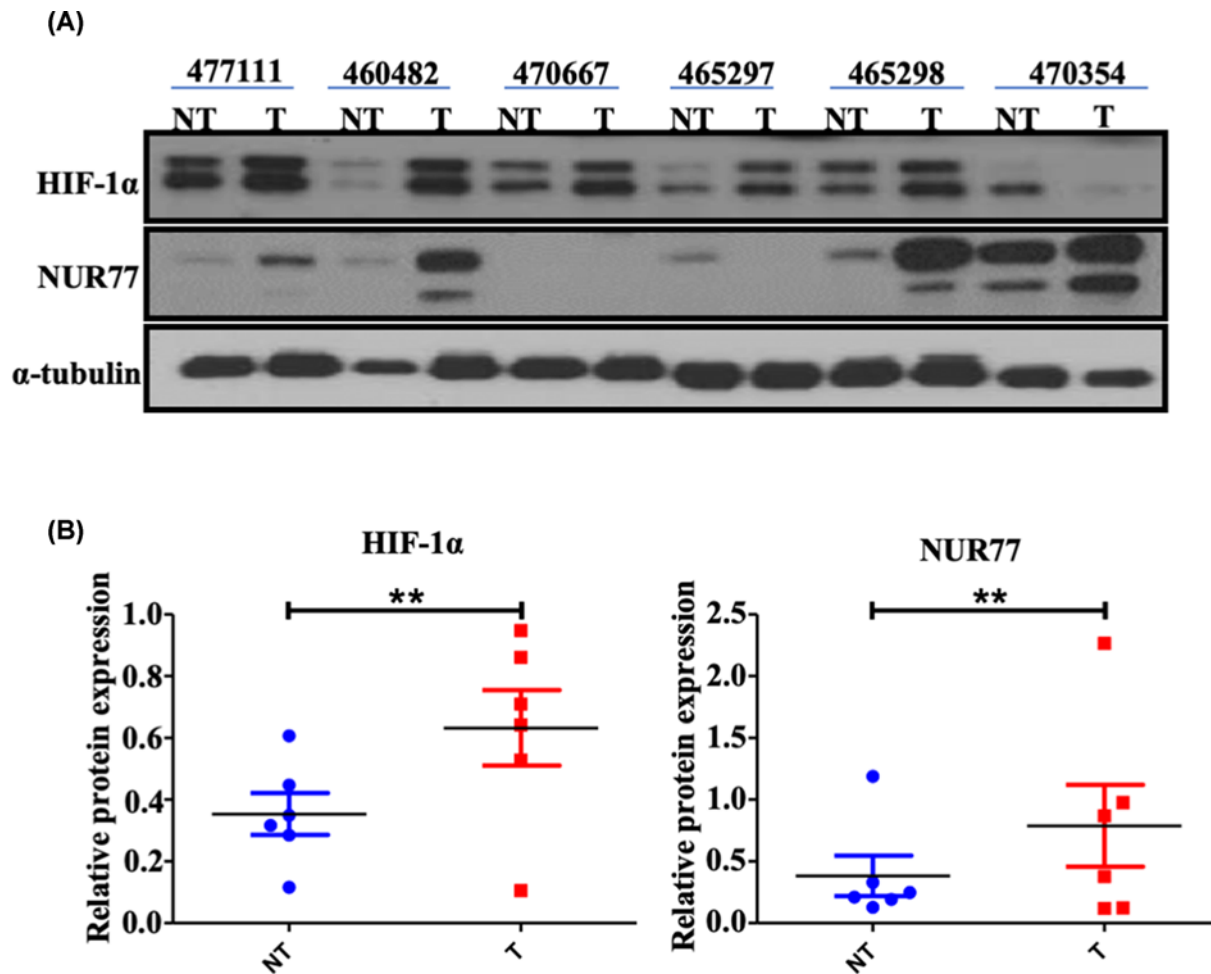 (A)
477111 460482 470667 465297 465298 470354
NT T NT T NT T NT T NT T NT T
HIF-1α
NUR77
α-tubulin
(B)
HIF-1α
Relative protein expression
1.0
0.8
0.6
0.4
0.2
0.0
**
NT T
NUR77
Relative protein expression
2.5
2.0
1.5
1.0
0.5
0.0
**
NT T